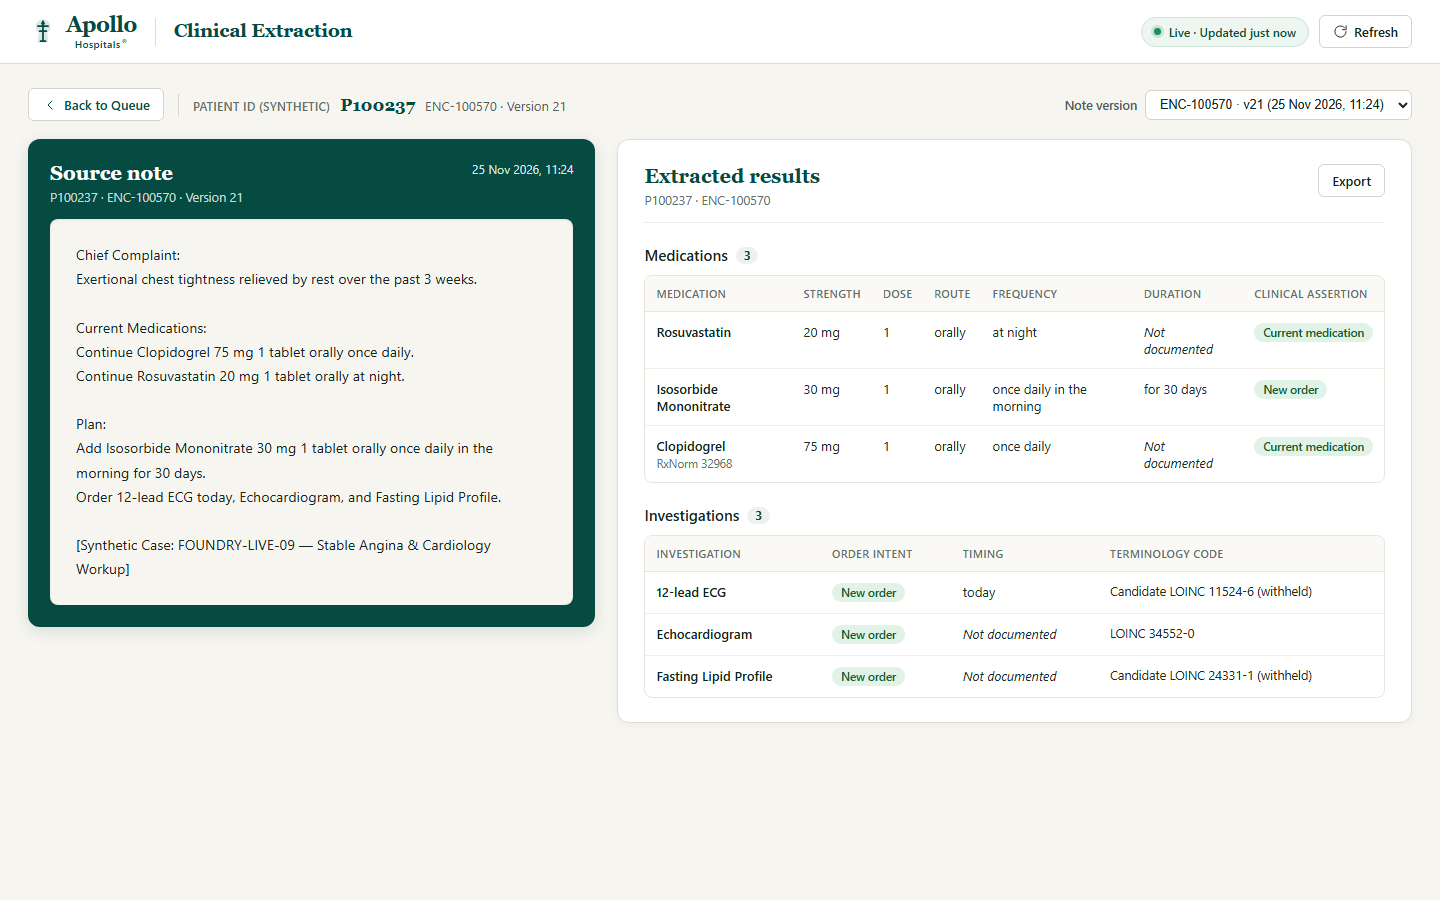 Apollo
Hospitals®
Clinical Extraction
Live · Updated just now
Refresh
Back to Queue
PATIENT ID (SYNTHETIC) P100237 ENC-100570 · Version 21
Note version
ENC-100570 · v21 (25 Nov 2026, 11:24)
Source note
25 Nov 2026, 11:24
P100237 · ENC-100570 · Version 21
Chief Complaint:
Exertional chest tightness relieved by rest over the past 3 weeks.
Current Medications:
Continue Clopidogrel 75 mg 1 tablet orally once daily.
Continue Rosuvastatin 20 mg 1 tablet orally at night.
Plan:
Add Isosorbide Mononitrate 30 mg 1 tablet orally once daily in the
morning for 30 days.
Order 12-lead ECG today, Echocardiogram, and Fasting Lipid Profile.
[Synthetic Case: FOUNDRY-LIVE-09 — Stable Angina & Cardiology
Workup]
Extracted results
P100237 · ENC-100570
Export
Medications 3
MEDICATION STRENGTH DOSE ROUTE FREQUENCY DURATION CLINICAL ASSERTION
Rosuvastatin 20 mg 1 orally at night Not documented Current medication
Isosorbide Mononitrate 30 mg 1 orally once daily in the morning for 30 days New order
Clopidogrel 75 mg 1 orally once daily Not documented Current medication
RxNorm 32968
Investigations 3
INVESTIGATION ORDER INTENT TIMING TERMINOLOGY CODE
12-lead ECG New order today Candidate LOINC 11524-6 (withheld)
Echocardiogram New order Not documented LOINC 34552-0
Fasting Lipid Profile New order Not documented Candidate LOINC 24331-1 (withheld)